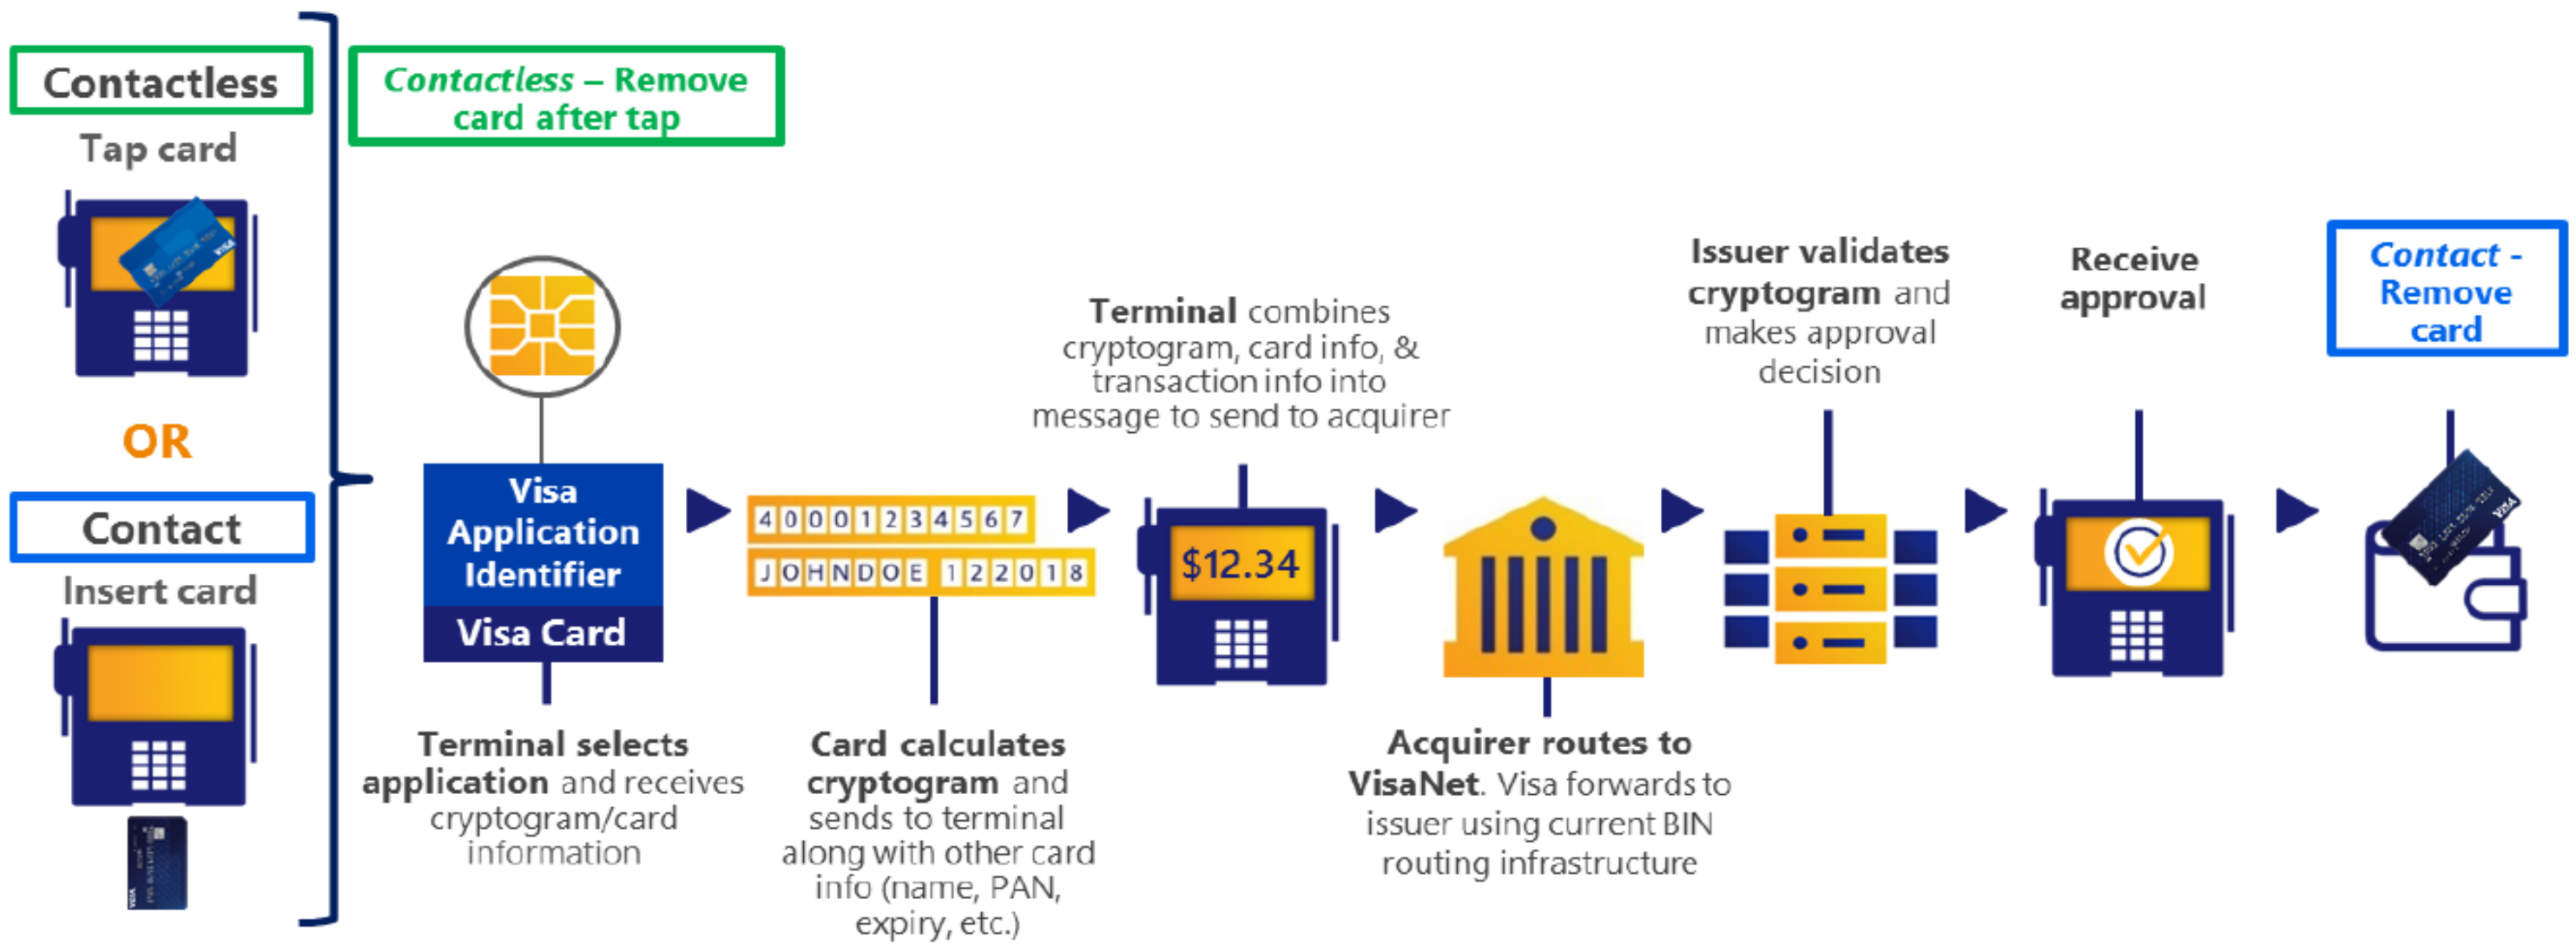 Contactless
Tap card
VISA
OR
Contact
Insert card
VISA
Contactless – Remove
card after tap
Visa
Application
Identifier
Visa Card
Terminal selects
application and receives
cryptogram/card
information
40001234567
JOHNDOE 122018
Card calculates
cryptogram and
sends to terminal
along with other card
info (name, PAN,
expiry, etc.)
Terminal combines
cryptogram, card info, &
transaction info into
message to send to acquirer
$12.34
Acquirer routes to
VisaNet. Visa forwards to
issuer using current BIN
routing infrastructure
Issuer validates
cryptogram and
makes approval
decision
Receive
approval
Contact -
Remove
card
VISA